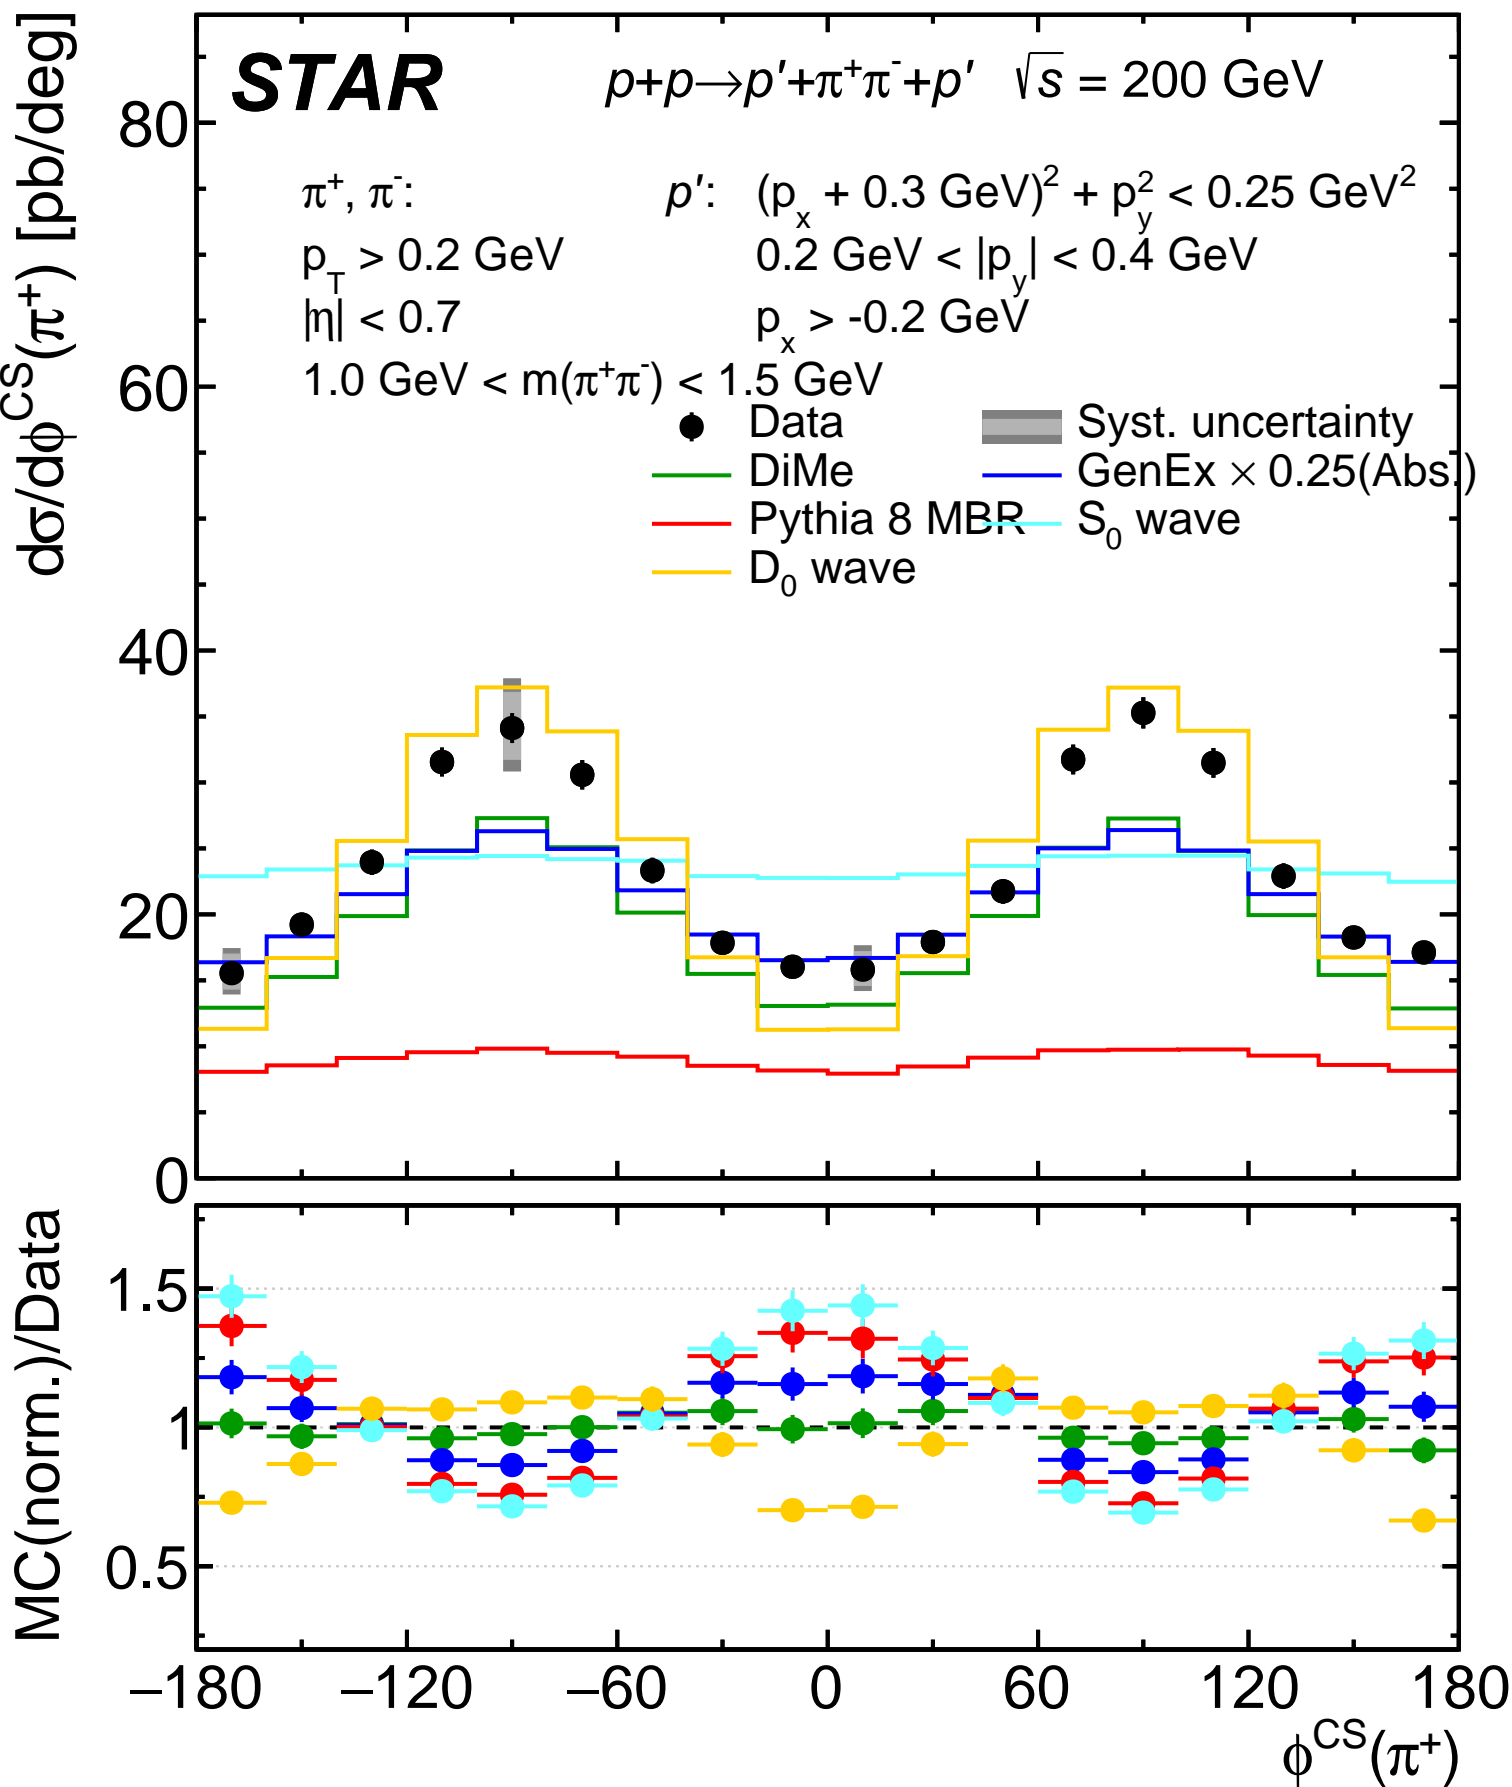 STAR p+p→p′+π⁺π⁻+p′ √s = 200 GeV
π⁺, π⁻: p′: (pₓ + 0.3 GeV)² + p_y² < 0.25 GeV²
p_T > 0.2 GeV 0.2 GeV < |p_y| < 0.4 GeV
|η| < 0.7 pₓ > -0.2 GeV
1.0 GeV < m(π⁺π⁻) < 1.5 GeV
Data Syst. uncertainty
DiMe GenEx × 0.25(Abs.)
Pythia 8 MBR S₀ wave
D₀ wave
dσ/dϕ^CS(π⁺) [pb/deg]
80
60
40
20
0
MC(norm.)/Data
1.5
1
0.5
−180 −120 −60 0 60 120 180
ϕ^CS(π⁺)